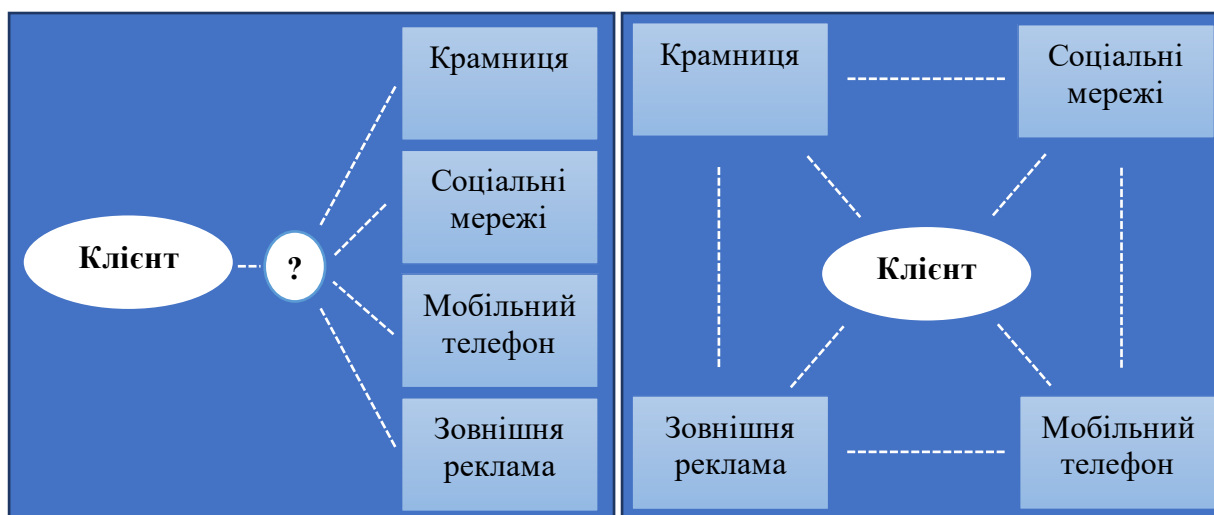 Крамниця
Соціальні
мережі
Клієнт
?
Мобільний
телефон
Зовнішня
реклама
Крамниця
Соціальні
мережі
Клієнт
Зовнішня
реклама
Мобільний
телефон